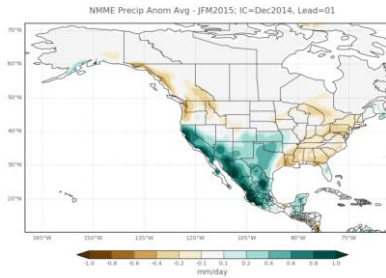 NMME Precip Anom Avg - JFM2015; IC=Dec2014, Lead=01
70°N
60°N
50°N
40°N
30°N
20°N
165°W 150°W 135°W 120°W 105°W 90°W 75°W
-1.0 -0.8 -0.6 -0.4 -0.2 -0.1 0.1 0.2 0.4 0.6 0.8 1.0
mm/day